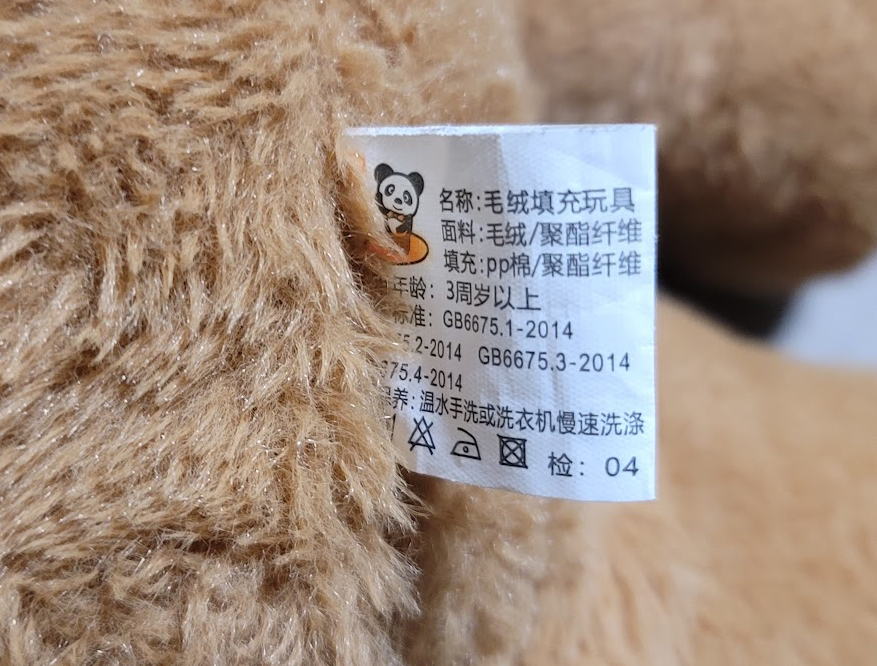 名称:毛绒填充玩具
面料:毛绒/聚酯纤维
填充:pp棉/聚酯纤维
年龄: 3周岁以上
标准: GB6675.1-2014
5.2-2014 GB6675.3-2014
75.4-2014
保养: 温水手洗或洗衣机慢速洗涤
检: 04